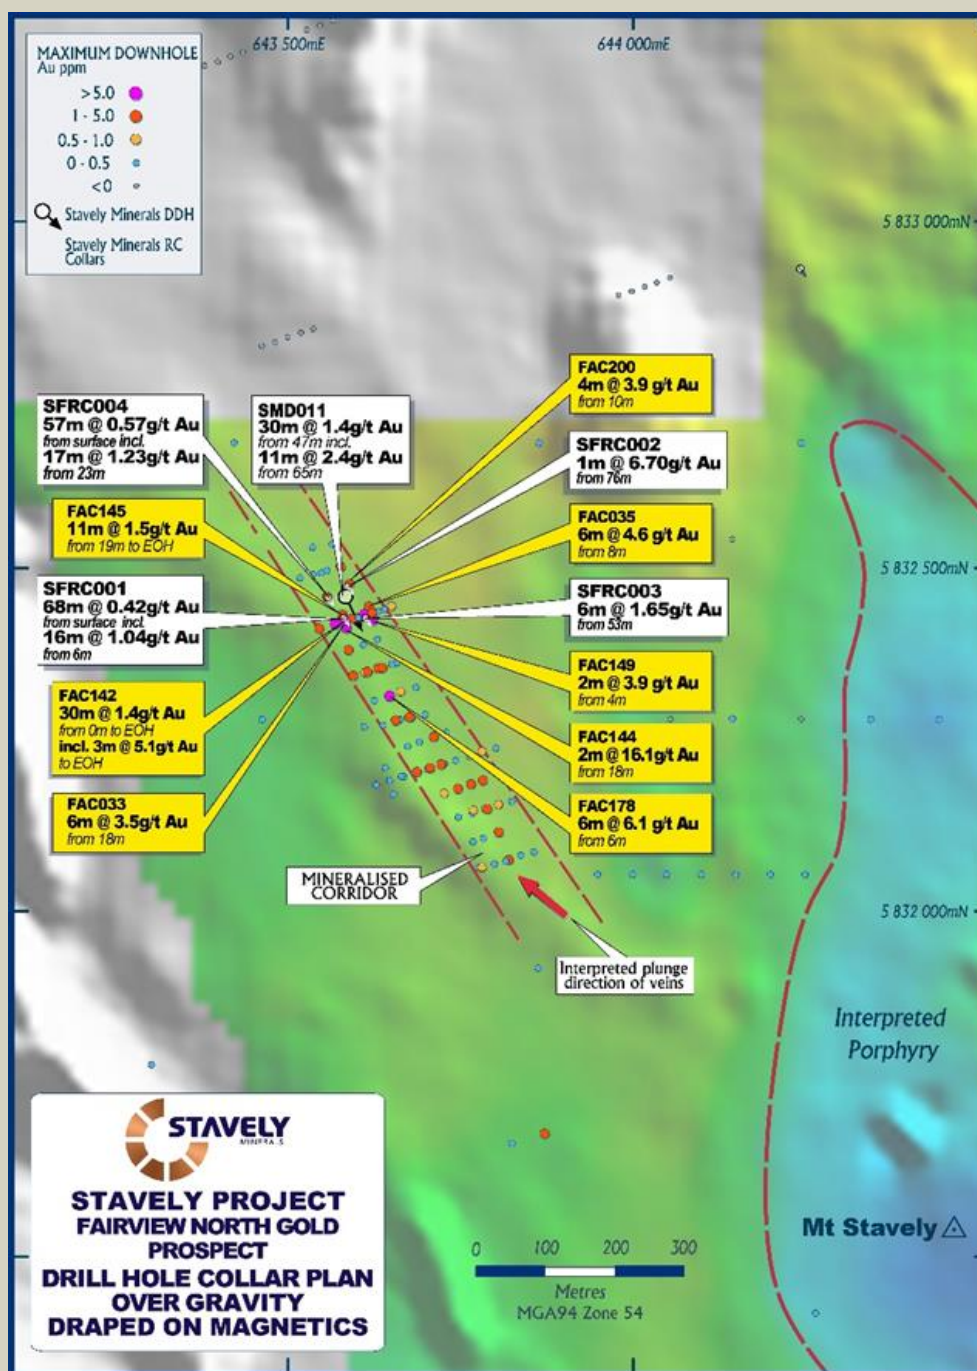 643 500mE
644 000mE
MAXIMUM DOWNHOLE
Au ppm
>5.0
1 - 5.0
0.5 - 1.0
0 - 0.5
<0
Stavely Minerals DDH
Stavely Minerals RC
Collars
5 833 000mN
FAC200
4m @ 3.9 g/t Au
from 10m
SFRC004
57m @ 0.57g/t Au
from surface incl.
17m @ 1.23g/t Au
from 23m
SMD011
30m @ 1.4g/t Au
from 47m incl.
11m @ 2.4g/t Au
from 65m
SFRC002
1m @ 6.70g/t Au
from 76m
FAC145
11m @ 1.5g/t Au
from 19m to EOH
FAC035
6m @ 4.6 g/t Au
from 8m
5 832 500mN
SFRC001
68m @ 0.42g/t Au
from surface incl.
16m @ 1.04g/t Au
from 6m
SFRC003
6m @ 1.65g/t Au
from 53m
FAC149
2m @ 3.9 g/t Au
from 4m
FAC142
30m @ 1.4g/t Au
from 0m to EOH
incl. 3m @ 5.1g/t Au
to EOH
FAC144
2m @ 16.1g/t Au
from 18m
FAC033
6m @ 3.5g/t Au
from 18m
FAC178
6m @ 6.1 g/t Au
from 6m
MINERALISED
CORRIDOR
5 832 000mN
Interpreted plunge
direction of veins
Interpreted
Porphyry
STAVELY
MINERALS
STAVELY PROJECT
FAIRVIEW NORTH GOLD
PROSPECT
DRILL HOLE COLLAR PLAN
OVER GRAVITY
DRAPED ON MAGNETICS
Mt Stavely
0 100 200 300
Metres
MGA94 Zone 54